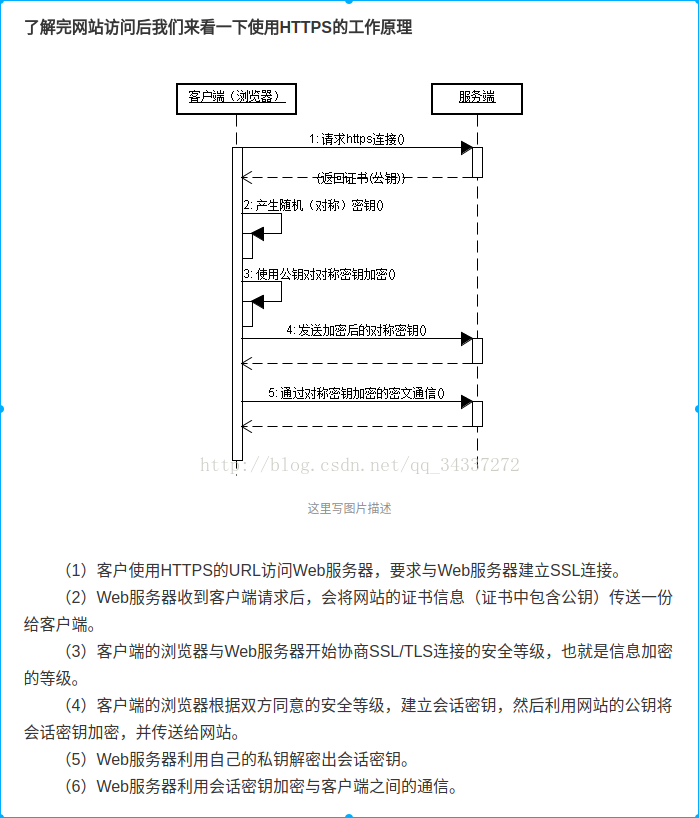 了解完网站访问后我们来看一下使用HTTPS的工作原理
客户端（浏览器）
服务端
1: 请求https连接()
(返回证书(公钥))
2: 产生随机（对称）密钥()
3: 使用公钥对对称密钥加密()
4: 发送加密后的对称密钥()
5: 通过对称密钥加密的密文通信()
http://blog.csdn.net/qq_34337272
这里写图片描述
（1）客户使用HTTPS的URL访问Web服务器，要求与Web服务器建立SSL连接。
（2）Web服务器收到客户端请求后，会将网站的证书信息（证书中包含公钥）传送一份
给客户端。
（3）客户端的浏览器与Web服务器开始协商SSL/TLS连接的安全等级，也就是信息加密
的等级。
（4）客户端的浏览器根据双方同意的安全等级，建立会话密钥，然后利用网站的公钥将
会话密钥加密，并传送给网站。
（5）Web服务器利用自己的私钥解密出会话密钥。
（6）Web服务器利用会话密钥加密与客户端之间的通信。